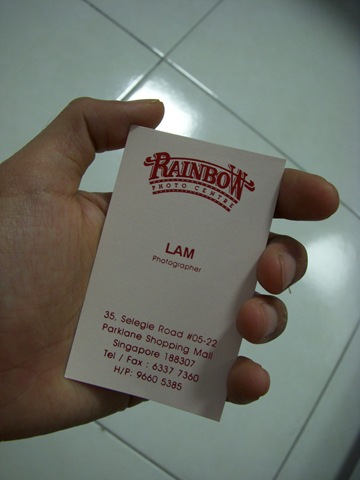 RAINBOW
PHOTO CENTRE
LAM
Photographer
35, Selegie Road #05-22
Parklane Shopping Mall
Singapore 188307
Tel / Fax : 6337 7360
H/P: 9660 5385